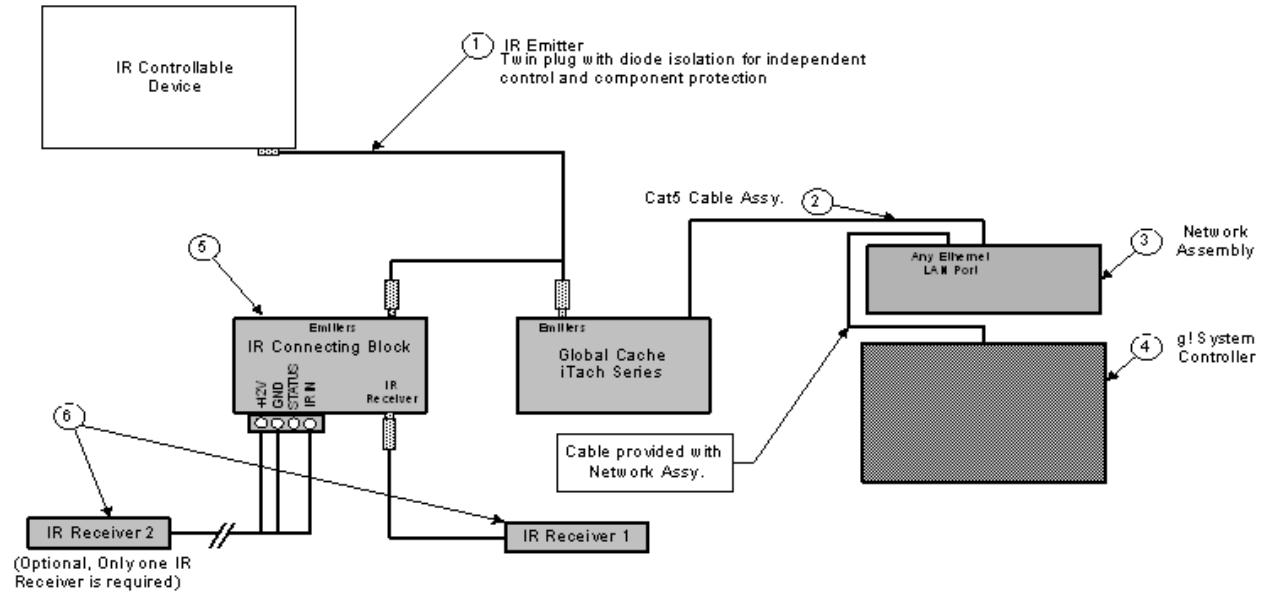 IR Controllable
Device
1
IR Emitter
Twin plug with diode isolation for independent
control and component protection
Cat5 Cable Assy.
2
3
Network
Assembly
Any Ethernet
LAN Port
4
g! System
Controller
5
Emitters
IR Connecting Block
+12V
GND
STATUS
IR IN
IR
Receiver
Emitters
Global Cache
iTach Series
6
Cable provided with
Network Assy.
IR Receiver 2
IR Receiver 1
(Optional, Only one IR
Receiver is required)